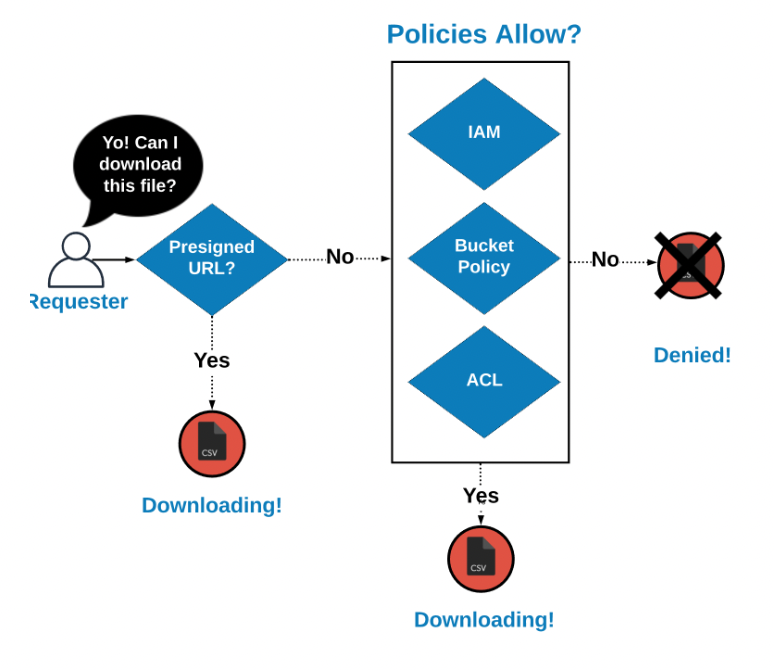 Policies Allow?
Yo! Can I
download
this file?
IAM
Presigned
URL?
No
Bucket
Policy
No
CSV
Requester
Yes
Denied!
ACL
CSV
Downloading!
Yes
CSV
Downloading!